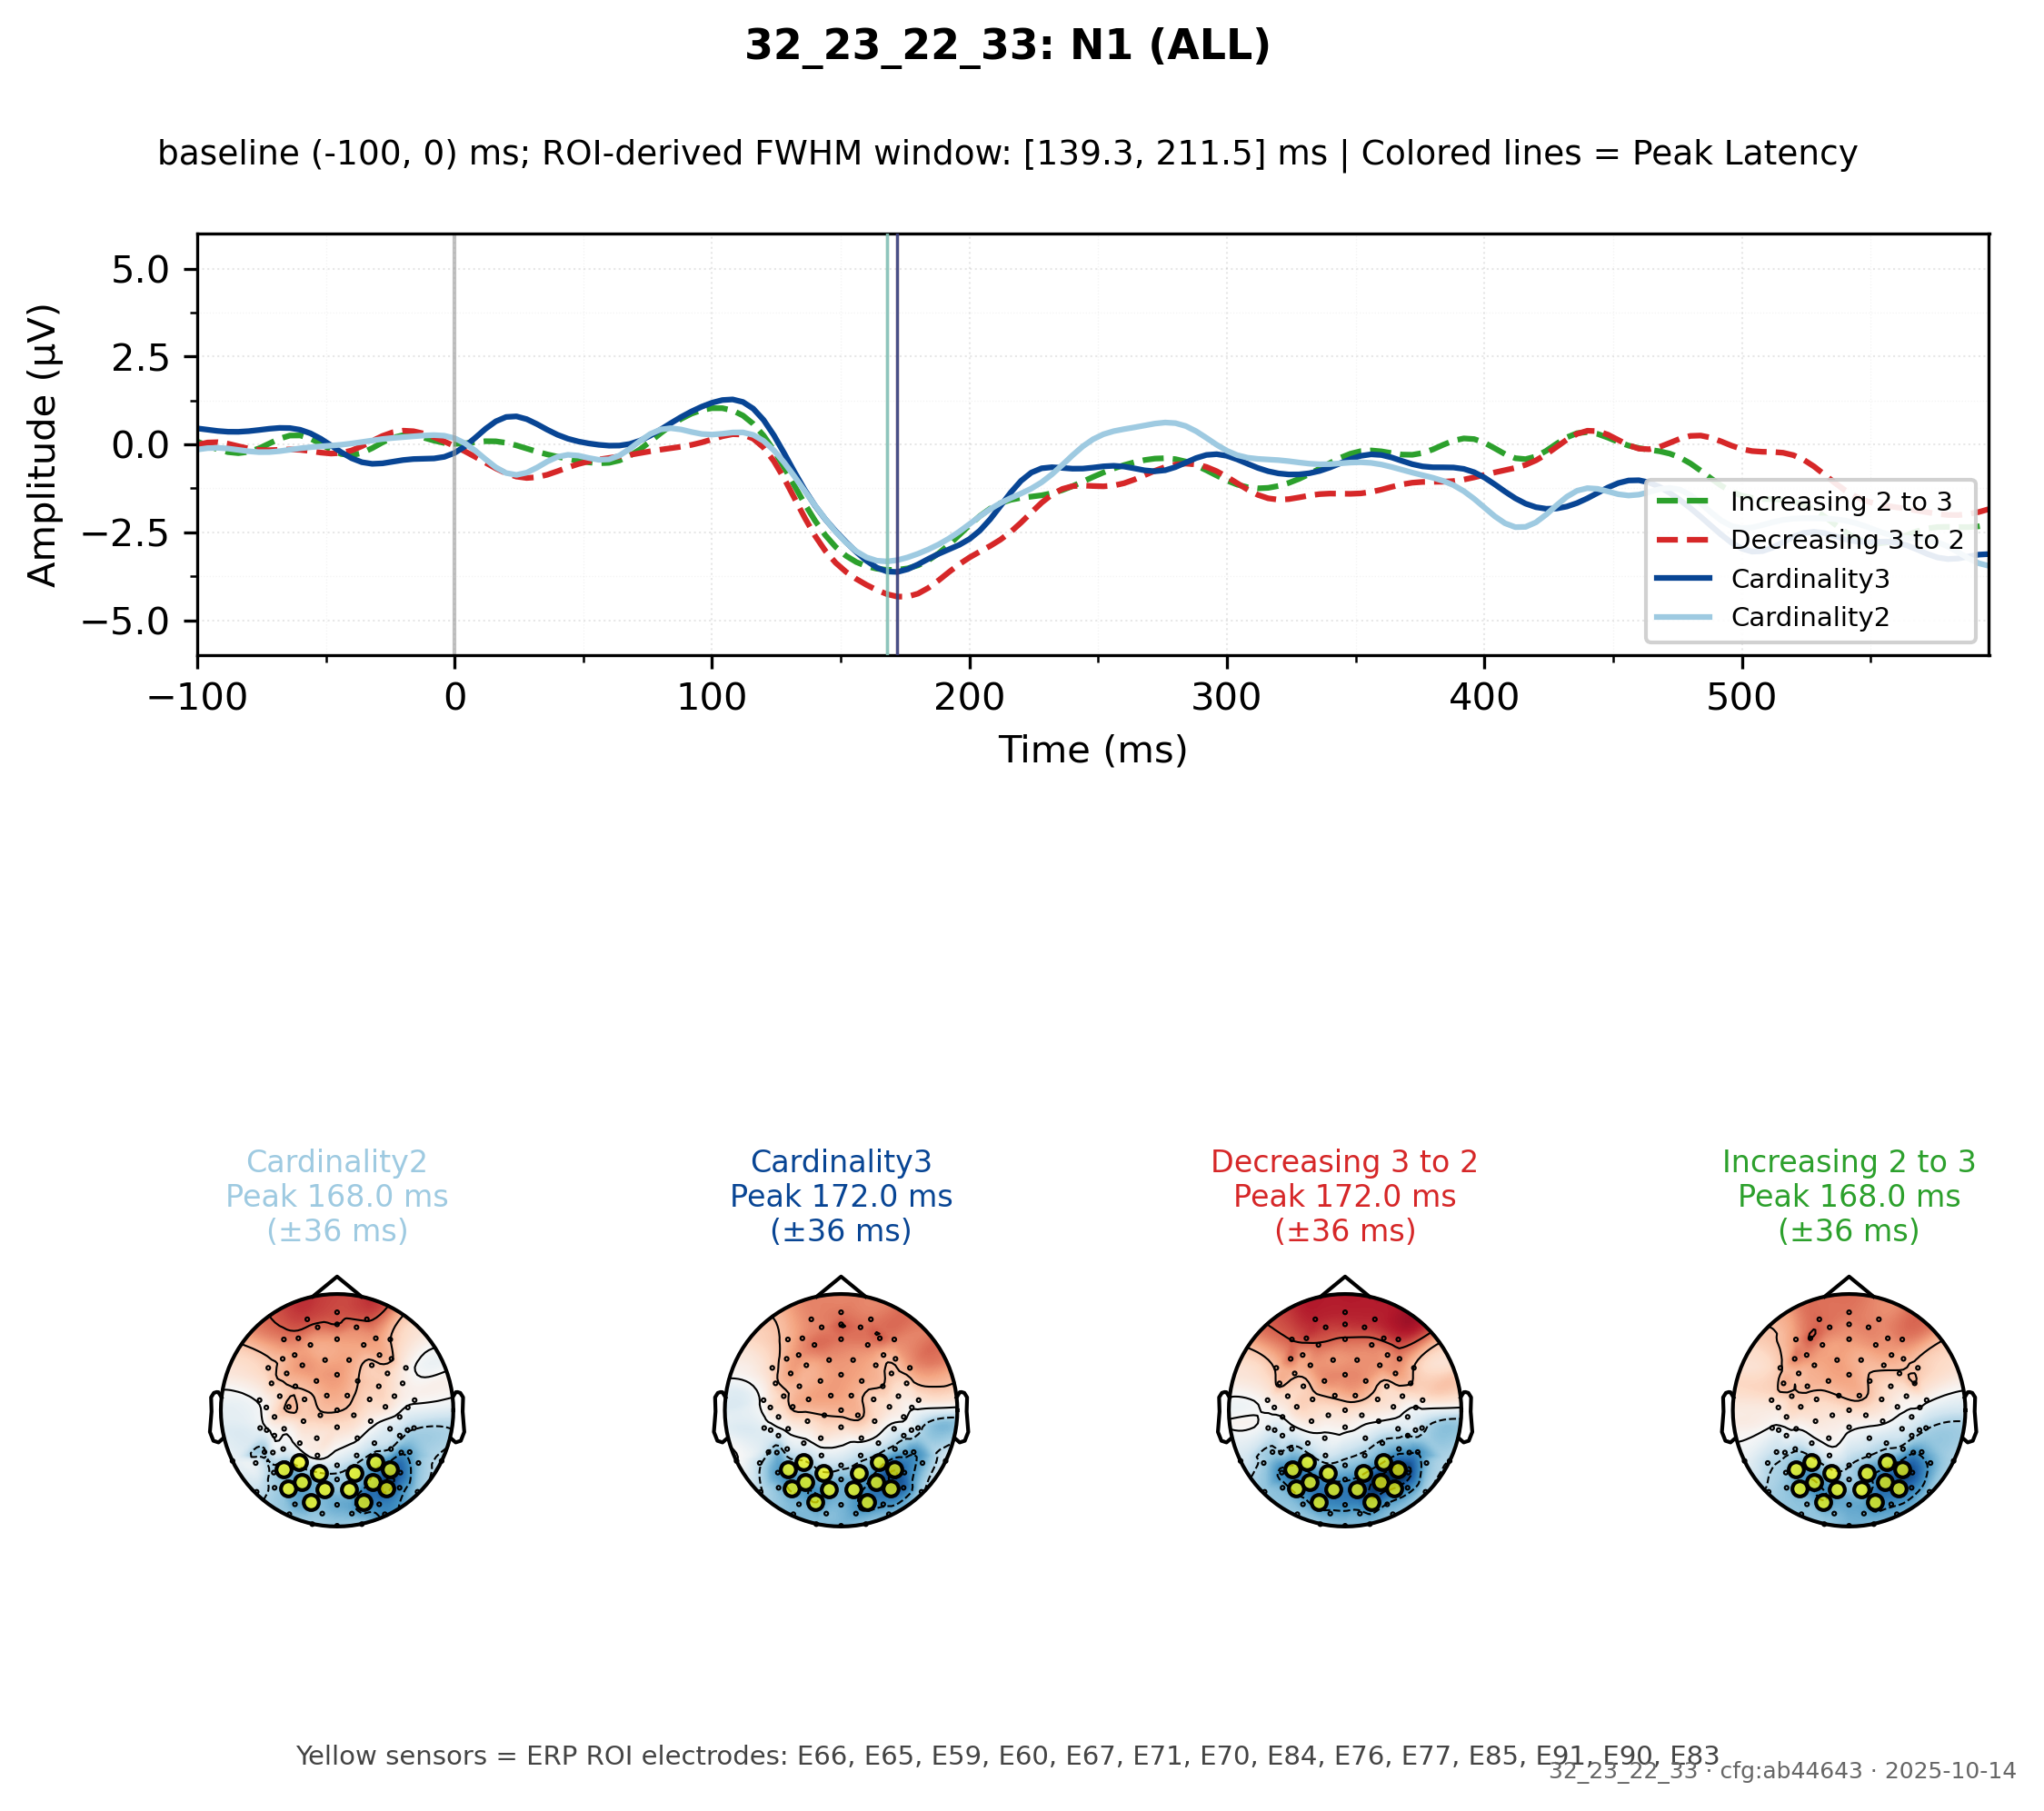 32_23_22_33: N1 (ALL)
baseline (-100, 0) ms; ROI-derived FWHM window: [139.3, 211.5] ms | Colored lines = Peak Latency
Amplitude (µV)
5.0
2.5
0.0
−2.5
−5.0
−100 0 100 200 300 400 500
Time (ms)
Increasing 2 to 3
Decreasing 3 to 2
Cardinality3
Cardinality2
Cardinality2
Peak 168.0 ms
(±36 ms)
Cardinality3
Peak 172.0 ms
(±36 ms)
Decreasing 3 to 2
Peak 172.0 ms
(±36 ms)
Increasing 2 to 3
Peak 168.0 ms
(±36 ms)
Yellow sensors = ERP ROI electrodes: E66, E65, E59, E60, E67, E71, E70, E84, E76, E77, E85, E91, E90, E83
32_23_22_33 · cfg:ab44643 · 2025-10-14